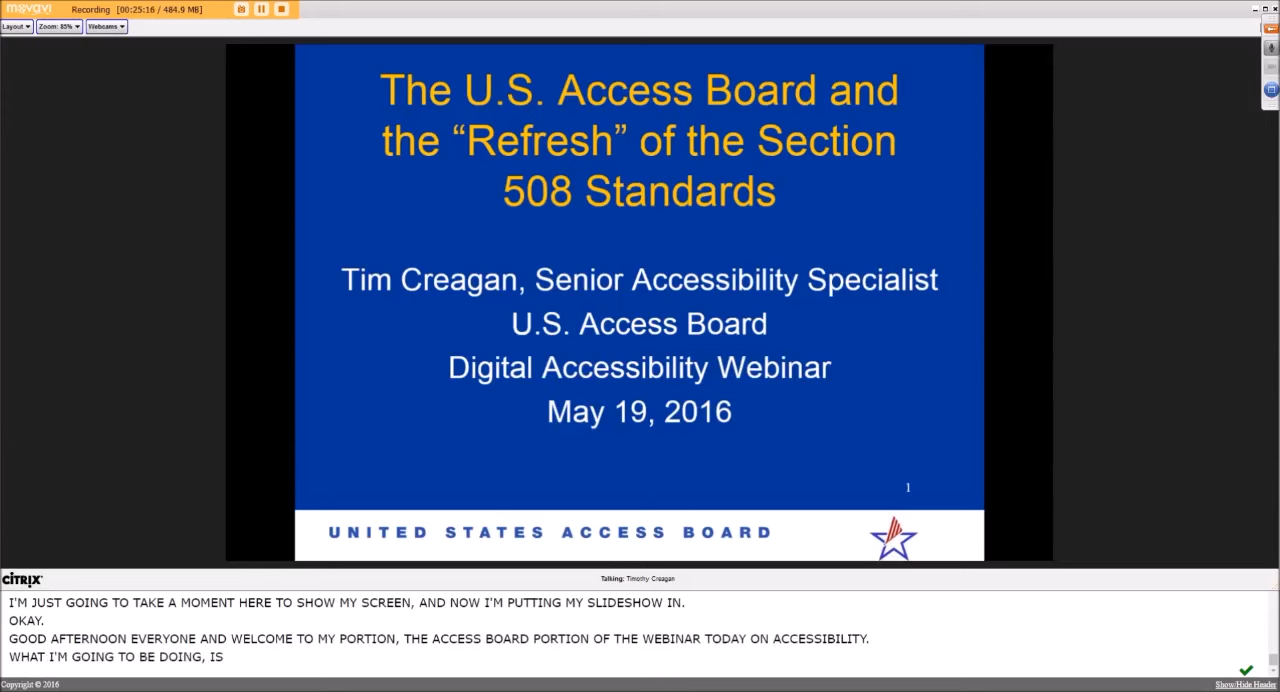 movavi Recording [00:25:16 / 484.9 MB]
Layout Zoom: 85% Webcams
The U.S. Access Board and
the “Refresh” of the Section
508 Standards
Tim Creagan, Senior Accessibility Specialist
U.S. Access Board
Digital Accessibility Webinar
May 19, 2016
1
UNITED STATES ACCESS BOARD
CİTRIX® Talking: Timothy Creagan
I'M JUST GOING TO TAKE A MOMENT HERE TO SHOW MY SCREEN, AND NOW I'M PUTTING MY SLIDESHOW IN.
OKAY.
GOOD AFTERNOON EVERYONE AND WELCOME TO MY PORTION, THE ACCESS BOARD PORTION OF THE WEBINAR TODAY ON ACCESSIBILITY.
WHAT I'M GOING TO BE DOING, IS
Copyright © 2016 Show/Hide Header